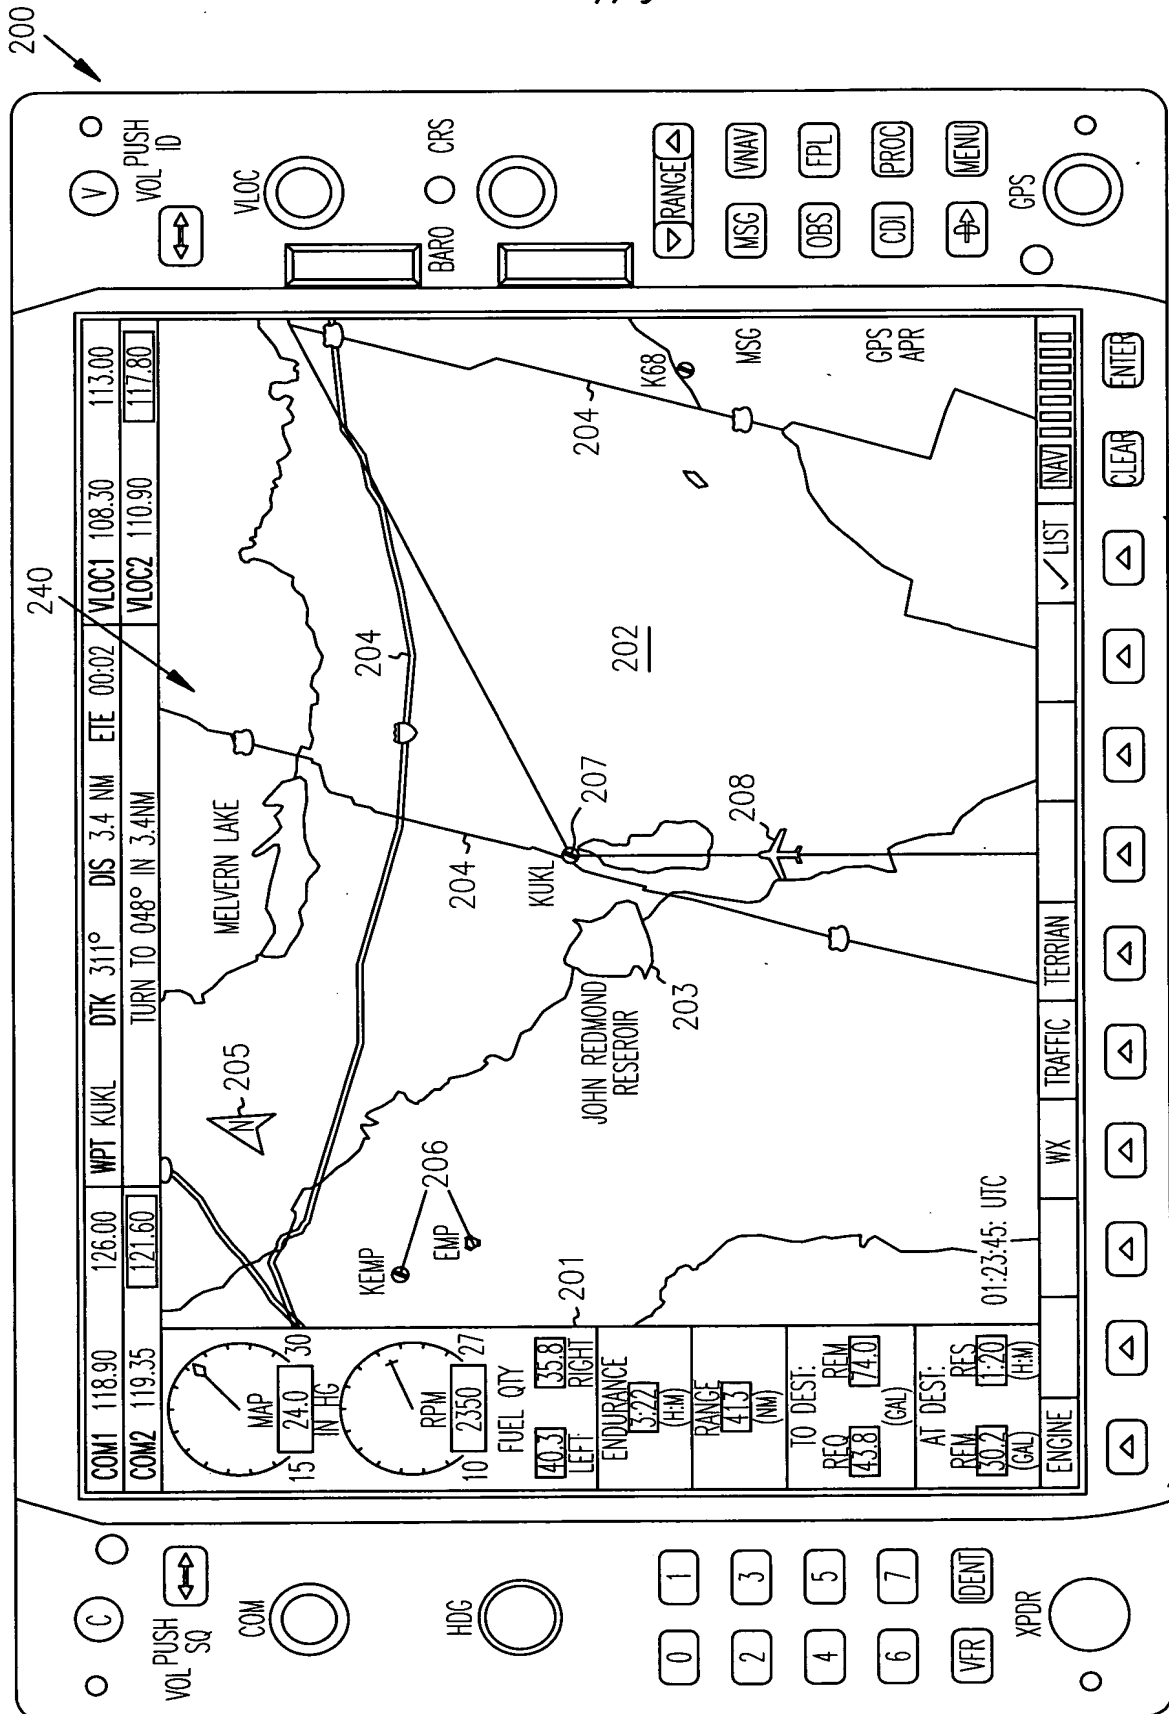 200
240
COM1 118.90 126.00 WPT KUKL DTK 311° DIS 3.4 NM ETE 00:02 VLOC1 108.30 113.00
COM2 119.35 121.60 TURN TO 048° IN 3.4NM VLOC2 110.90 117.80
C
VOL PUSH
SQ
COM
HDG
0 1
2 3
4 5
6 7
VFR IDENT
XPDR
MAP
24.0
IN HG
15 30
RPM
2350
10 27
FUEL QTY
40.3 35.8
LEFT RIGHT
ENDURANCE
3:22
(H:M)
RANGE
413
(NM)
TO DEST:
REQ REM
43.8 74.0
(GAL)
AT DEST:
REM RES
30.2 1:20
(GAL) (H:M)
201
N
205
MELVERN LAKE
204
KEMP
206
EMP
204
KUKL
207
JOHN REDMOND
RESEROIR
203
208
202
204
K68
MSG
GPS
APR
01:23:45: UTC
ENGINE WX TRAFFIC TERRIAN LIST NAV
CLEAR ENTER
V
VOL PUSH
ID
VLOC
BARO CRS
RANGE
MSG VNAV
OBS FPL
CDI PROC
D MENU
GPS